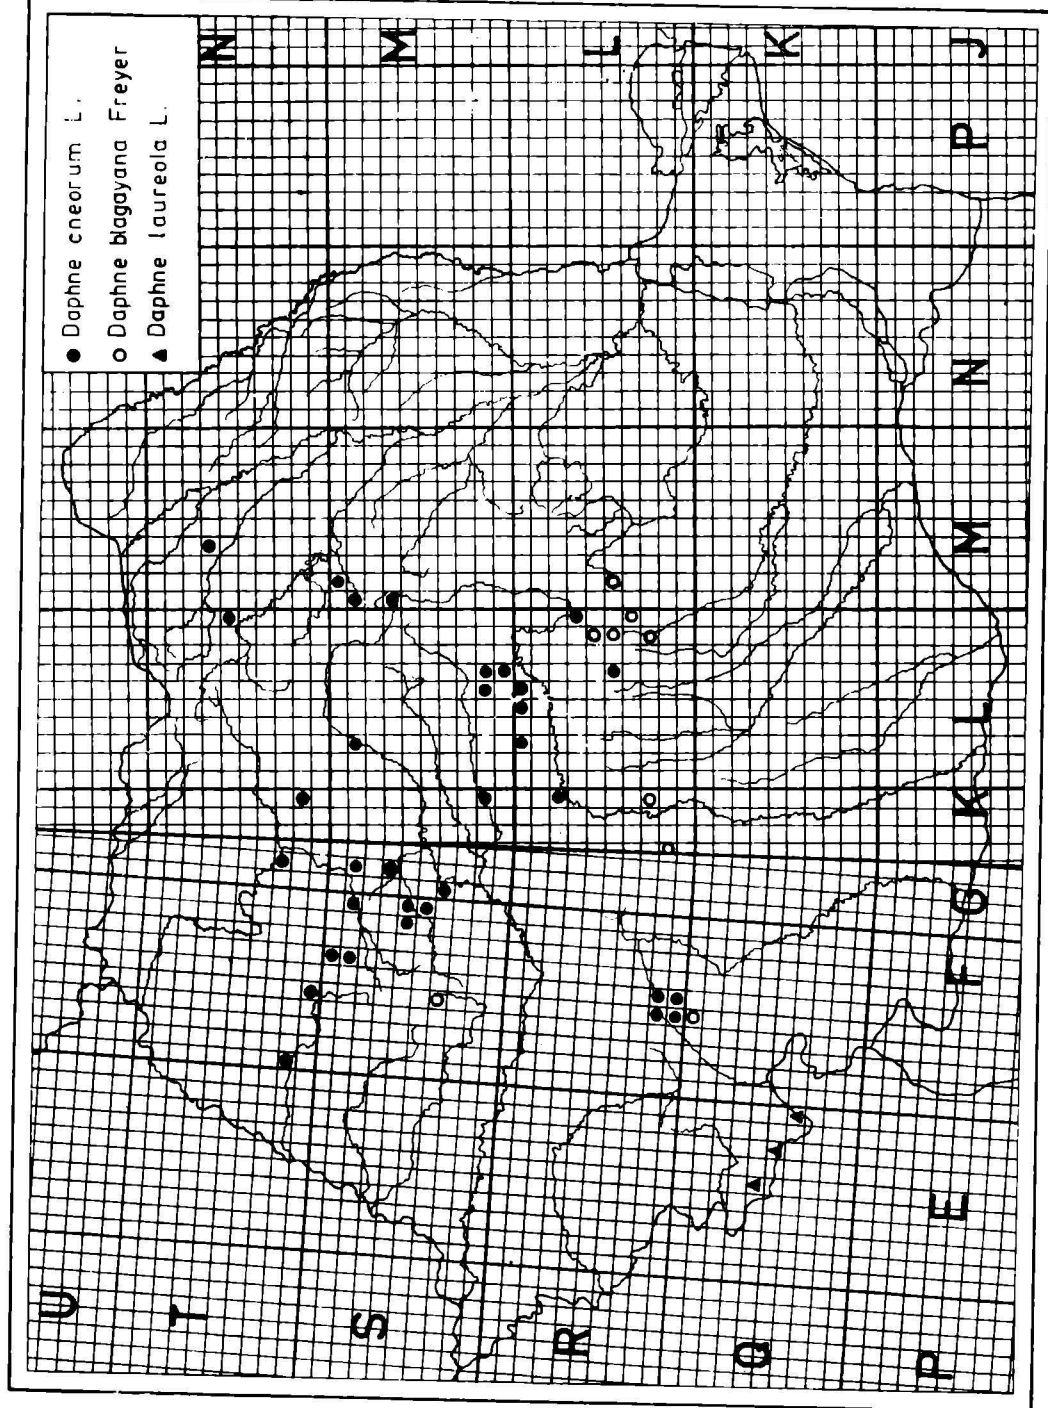 ● Daphne cneorum L.
○ Daphne blagayana Freyer
▲ Daphne laureola L.
N
M
L
K
J
P
N
M
L
K
G
F
E
U
T
S
R
Q
P